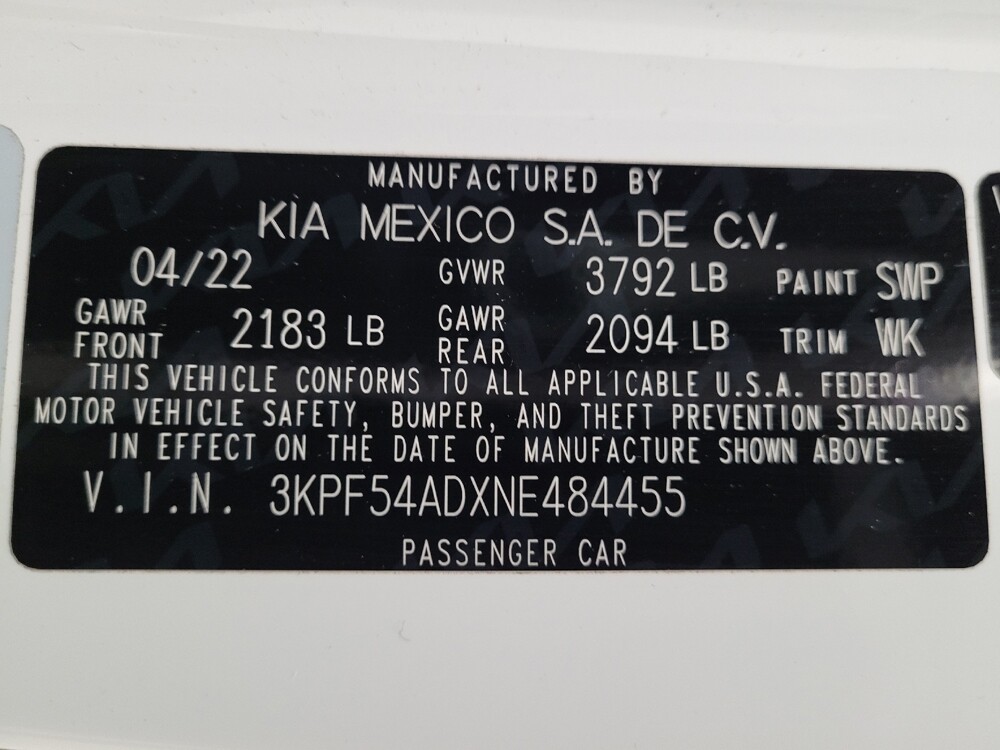 MANUFACTURED BY
KIA MEXICO S.A. DE C.V.
04/22 GVWR 3792 LB PAINT SWP
GAWR FRONT 2183 LB GAWR REAR 2094 LB TRIM WK
THIS VEHICLE CONFORMS TO ALL APPLICABLE U.S.A. FEDERAL
MOTOR VEHICLE SAFETY, BUMPER, AND THEFT PREVENTION STANDARDS
IN EFFECT ON THE DATE OF MANUFACTURE SHOWN ABOVE.
V.I.N. 3KPF54ADXNE484455
PASSENGER CAR